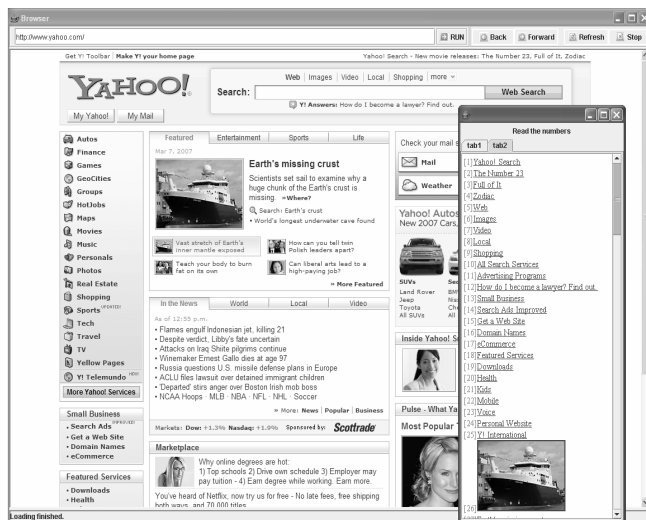 Browser
http://www.yahoo.com/
RUN Back Forward Refresh Stop
Get Y! Toolbar | Make Y! your home page
Yahoo! Search - New movie releases: The Number 23, Full of It, Zodiac
YAHOO!
Web | Images | Video | Local | Shopping | more
Search: Web Search
Y! Answers: How do I become a lawyer? Find out.
My Yahoo! My Mail
Autos
Finance
Games
GeoCities
Groups
HotJobs
Maps
Movies
Music
Personals
Photos
Real Estate
Shopping
Sports UPDATED!
Tech
Travel
TV
Yellow Pages
Y! Telemundo NEW!
More Yahoo! Services
Small Business
• Search Ads IMPROVED!
• Get a Web Site
• Domain Names
• eCommerce
Featured Services
• Downloads
• Health
Featured Entertainment Sports Life
Mar 7, 2007
Earth's missing crust
Scientists set sail to examine why a
huge chunk of the Earth's crust is
missing. » Where?
Search: Earth's crust
• World's longest underwater cave found
Vast stretch of Earth's
inner mantle exposed
How can you tell twin
Polish leaders apart?
Teach your body to burn
fat on its own
Can liberal arts lead to a
high-paying job?
» More Featured
In the News World Local Video
As of 12:55 p.m.
• Flames engulf Indonesian jet, killing 21
• Despite verdict, Libby's fate uncertain
• Attacks on Iraq Shiite pilgrims continue
• Winemaker Ernest Gallo dies at age 97
• Russia questions U.S. missile defense plans in Europe
• ACLU files lawsuit over detained immigrant children
• 'Departed' stirs anger over Boston Irish mob boss
• NCAA Hoops · MLB · NBA · NFL · NHL · Soccer
» More: News | Popular | Business
Markets: Dow: +1.3% Nasdaq: +1.9% Sponsored by: Scottrade
Marketplace
Why online degrees are hot:
1) Top schools 2) Drive own schedule 3) Employer may
pay tuition - 4) Earn degree while working. Earn more.
You've heard of Netflix, now try us for free - No late fees, free shipping
both ways, and 70,000 titles.
Check your mail s
Mail
Weather
Yahoo! Autos
New 2007 Cars,
SUVs
Land Rover
Jeep
Toyota
All SUVs
Inside Yahoo! S
Pulse - What Ya
Most Popular T
Read the numbers
tab1 tab2
[1]Yahoo! Search
[2]The Number 23
[3]Full of It
[4]Zodiac
[5]Web
[6]Images
[7]Video
[8]Local
[9]Shopping
[10]All Search Services
[11]Advertising Programs
[12]How do I become a lawyer? Find out.
[13]Small Business
[14]Search Ads Improved
[15]Get a Web Site
[16]Domain Names
[17]eCommerce
[18]Featured Services
[19]Downloads
[20]Health
[21]Kids
[22]Mobile
[23]Voice
[24]Personal Website
[25]Y! International
[26]
Loading finished.